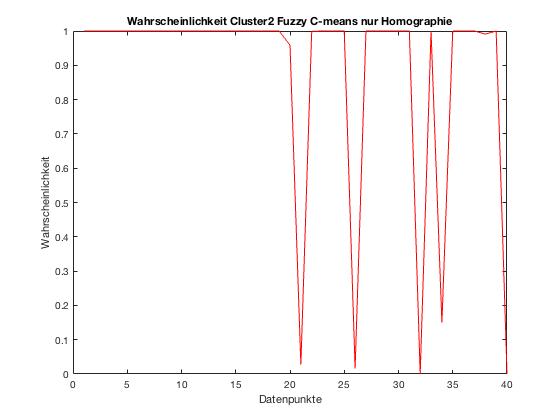 Wahrscheinlichkeit Cluster2 Fuzzy C-means nur Homographie
1
0.9
0.8
0.7
0.6
0.5
0.4
0.3
0.2
0.1
0
Wahrscheinlichkeit
0 5 10 15 20 25 30 35 40
Datenpunkte